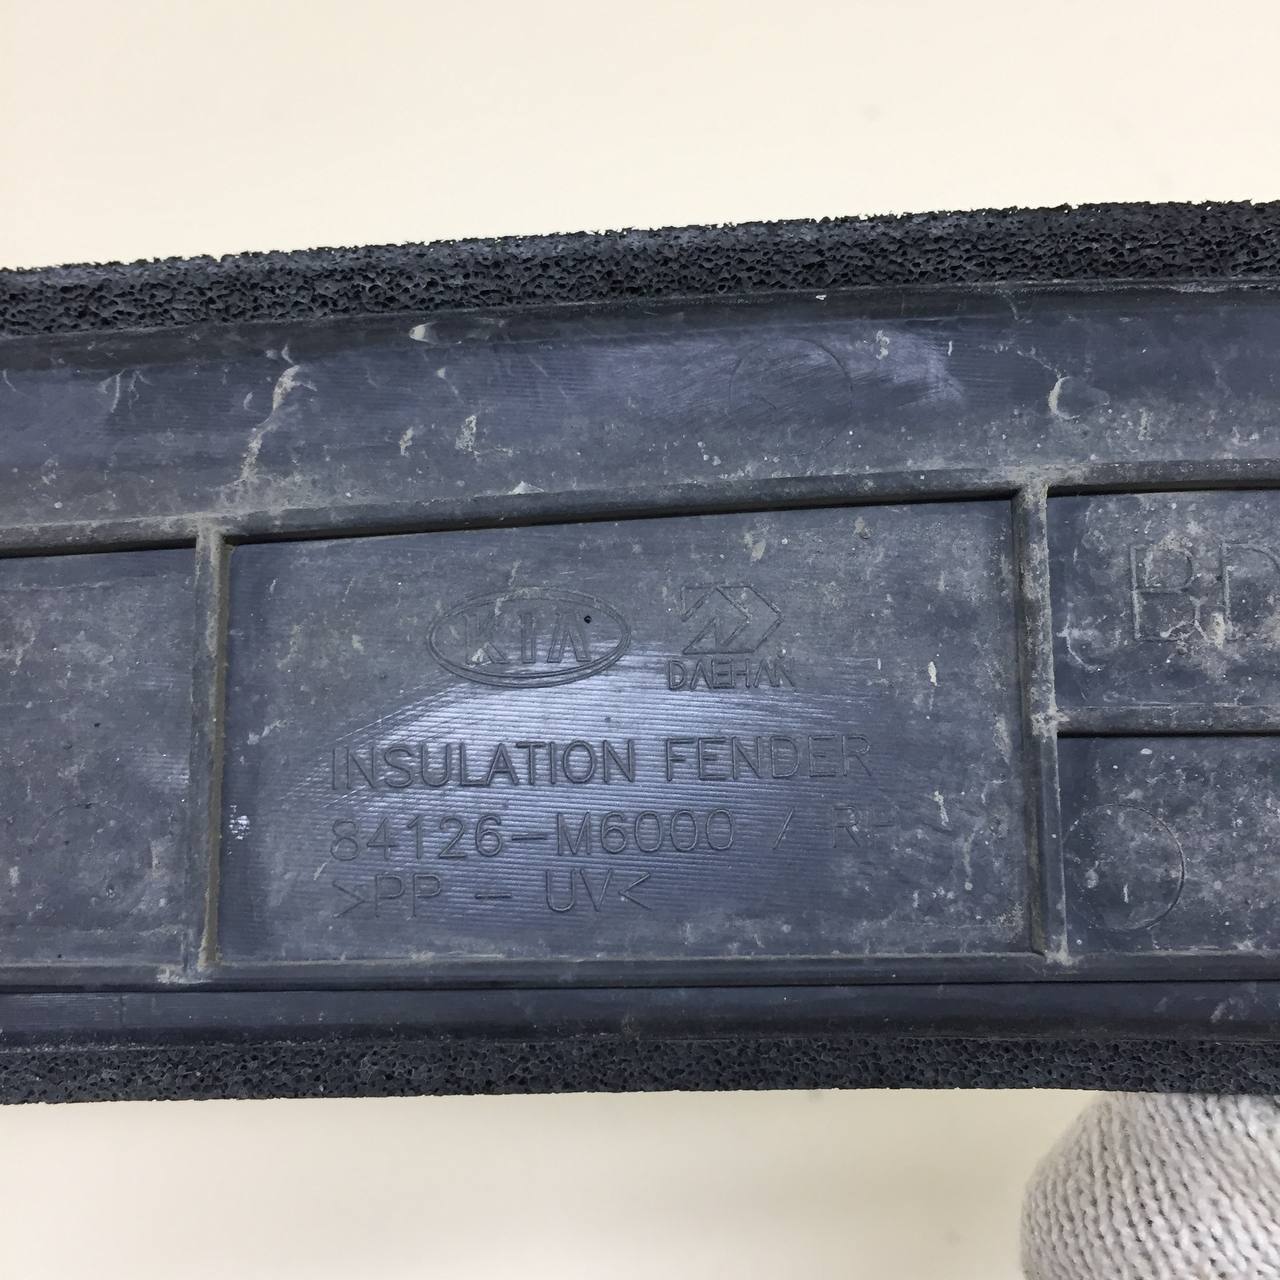 KIA
DAEHAN
INSULATION FENDER
84126-M6000 / RH
>PP - UV<